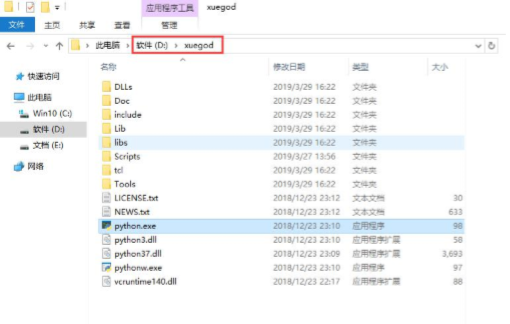 应用程序工具 xuegod
文件 主页 共享 查看 管理
此电脑 软件 (D:) xuegod
名称 修改日期 类型 大小
快速访问
此电脑
Win10 (C:)
软件 (D:)
文档 (E:)
网络
DLLs 2019/3/29 16:22 文件夹
Doc 2019/3/29 16:22 文件夹
include 2019/3/29 16:22 文件夹
Lib 2019/3/29 16:22 文件夹
libs 2019/3/29 16:22 文件夹
Scripts 2019/3/27 13:56 文件夹
tcl 2019/3/29 16:22 文件夹
Tools 2019/3/29 16:22 文件夹
LICENSE.txt 2018/12/23 23:12 文本文档 30
NEWS.txt 2018/12/23 23:12 文本文档 633
python.exe 2018/12/23 23:10 应用程序 98
python3.dll 2018/12/23 23:10 应用程序扩展 58
python37.dll 2018/12/23 23:09 应用程序扩展 3,693
pythonw.exe 2018/12/23 23:10 应用程序 97
vcruntime140.dll 2018/12/23 22:17 应用程序扩展 88